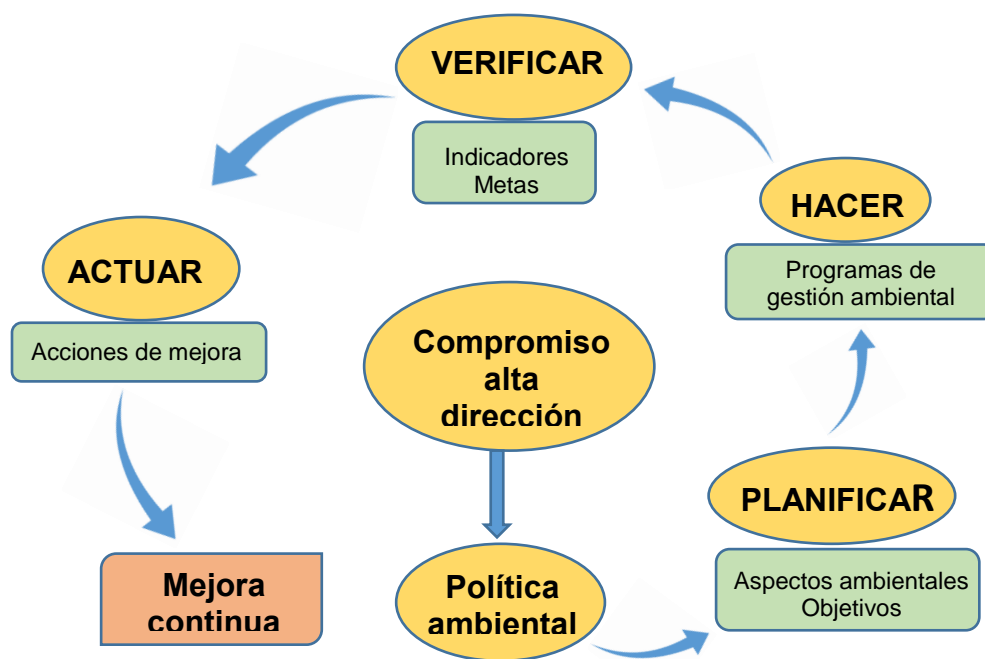 VERIFICAR
Indicadores
Metas
HACER
Programas de
gestión ambiental
ACTUAR
Acciones de mejora
Compromiso
alta
dirección
PLANIFICAR
Aspectos ambientales
Objetivos
Política
ambiental
Mejora
continua